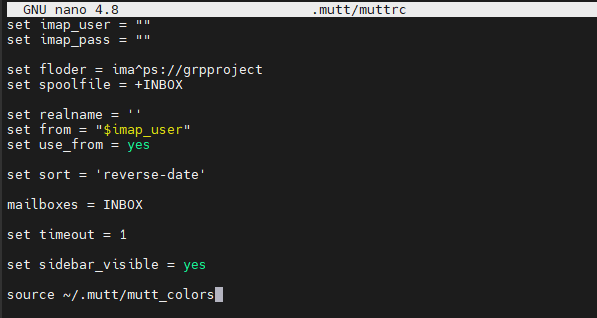 GNU nano 4.8 .mutt/muttrc
set imap_user = ""
set imap_pass = ""
set floder = ima^ps://grpproject
set spoolfile = +INBOX
set realname = ''
set from = "$imap_user"
set use_from = yes
set sort = 'reverse-date'
mailboxes = INBOX
set timeout = 1
set sidebar_visible = yes
source ~/.mutt/mutt_colors